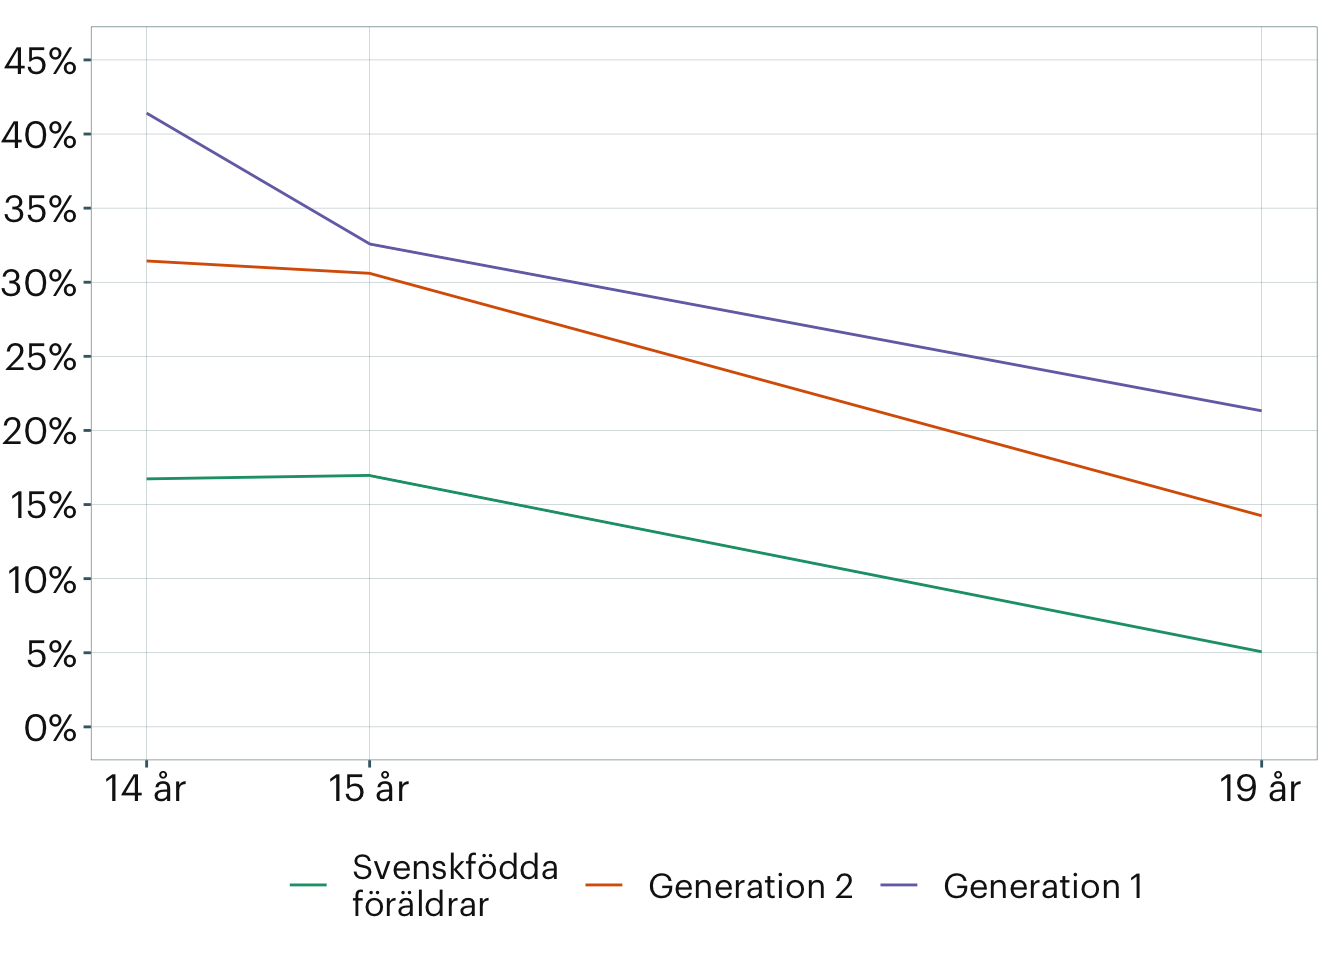 45%
40%
35%
30%
25%
20%
15%
10%
5%
0%
14 år 15 år 19 år
Svenskfödda
föräldrar
Generation 2
Generation 1